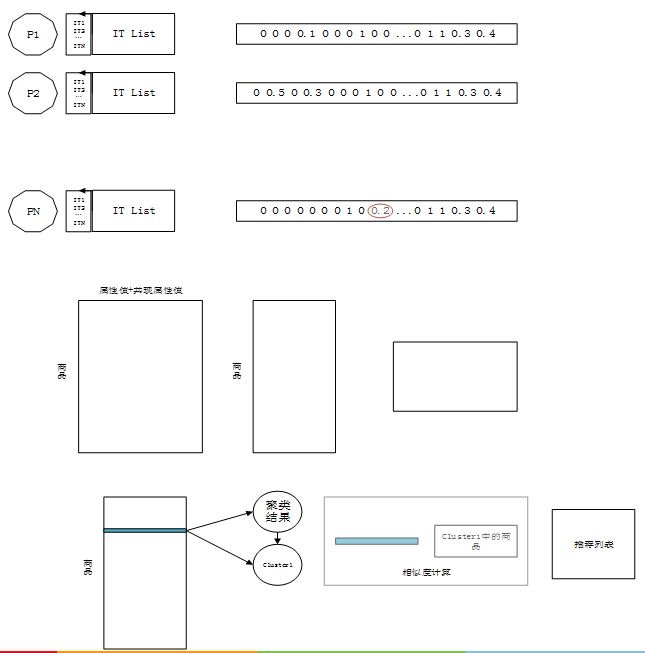 P1
IT1
IT2
...
ITN
IT List
0 0 0 0.1 0 0 0 1 0 0 ...0 1 1 0.3 0.4
P2
IT1
IT2
...
ITN
IT List
0 0.5 0 0.3 0 0 0 1 0 0 ...0 1 1 0.3 0.4
PN
IT1
IT2
...
ITN
IT List
0 0 0 0 0 0 0 1 0 0.2 ...0 1 1 0.3 0.4
属性值+共现属性值
商品
商品
商品
聚类
结果
Cluster1
Cluster1中的商
品
相似度计算
推荐列表